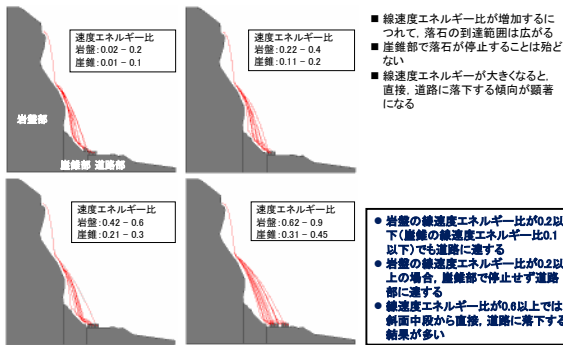 速度エネルギー比
岩盤:0.02 - 0.2
崖錐:0.01 - 0.1
岩盤部
崖錐部 道路部
速度エネルギー比
岩盤:0.22 - 0.4
崖錐:0.11 - 0.2
■ 線速度エネルギー比が増加するに
つれて, 落石の到達範囲は広がる
■ 崖錐部で落石が停止することは殆ど
ない
■ 線速度エネルギーが大きくなると,
直接, 道路に落下する傾向が顕著
になる
速度エネルギー比
岩盤:0.42 - 0.6
崖錐:0.21 - 0.3
速度エネルギー比
岩盤:0.62 - 0.9
崖錐:0.31 - 0.45
● 岩盤の線速度エネルギー比が0.2以
下(崖錐の線速度エネルギー比0.1
以下)でも道路に達する
● 岩盤の線速度エネルギー比が0.2以
上の場合, 崖錐部で停止せず道路
部に達する
● 線速度エネルギー比が0.6以上では
斜面中段から直接, 道路に落下する
結果が多い